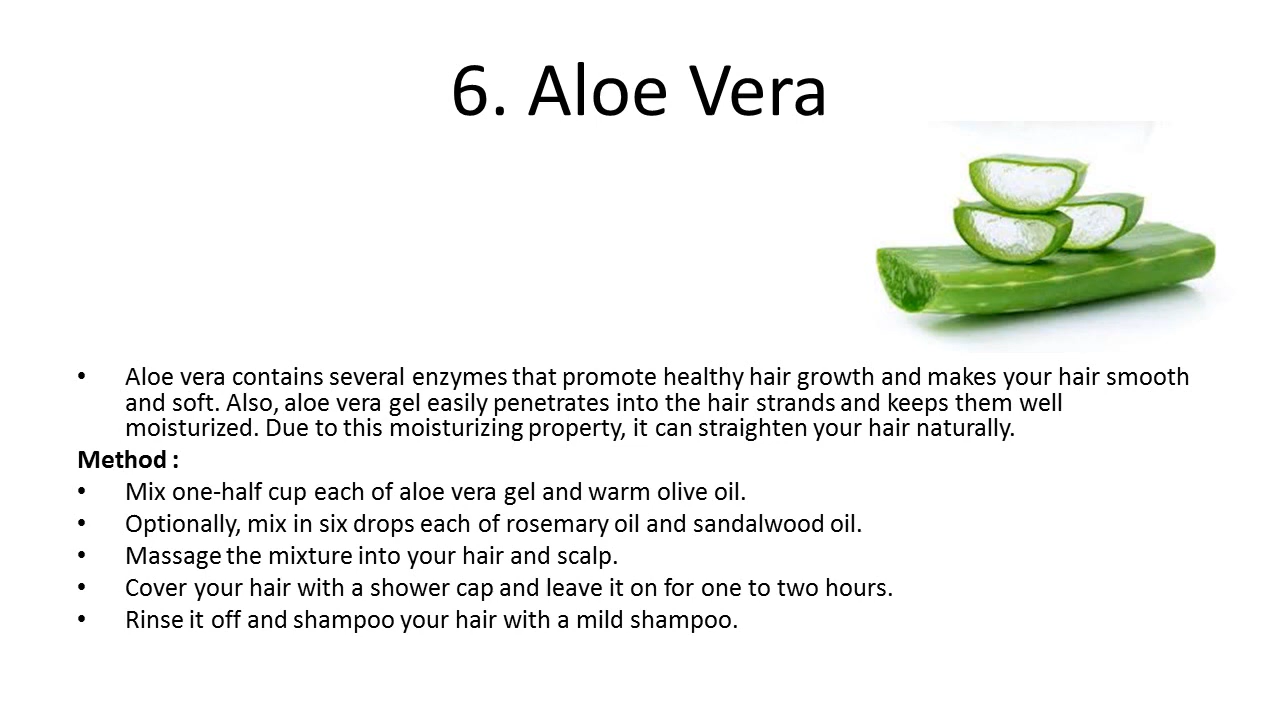 6. Aloe Vera
• Aloe vera contains several enzymes that promote healthy hair growth and makes your hair smooth
and soft. Also, aloe vera gel easily penetrates into the hair strands and keeps them well
moisturized. Due to this moisturizing property, it can straighten your hair naturally.
Method :
• Mix one-half cup each of aloe vera gel and warm olive oil.
• Optionally, mix in six drops each of rosemary oil and sandalwood oil.
• Massage the mixture into your hair and scalp.
• Cover your hair with a shower cap and leave it on for one to two hours.
• Rinse it off and shampoo your hair with a mild shampoo.